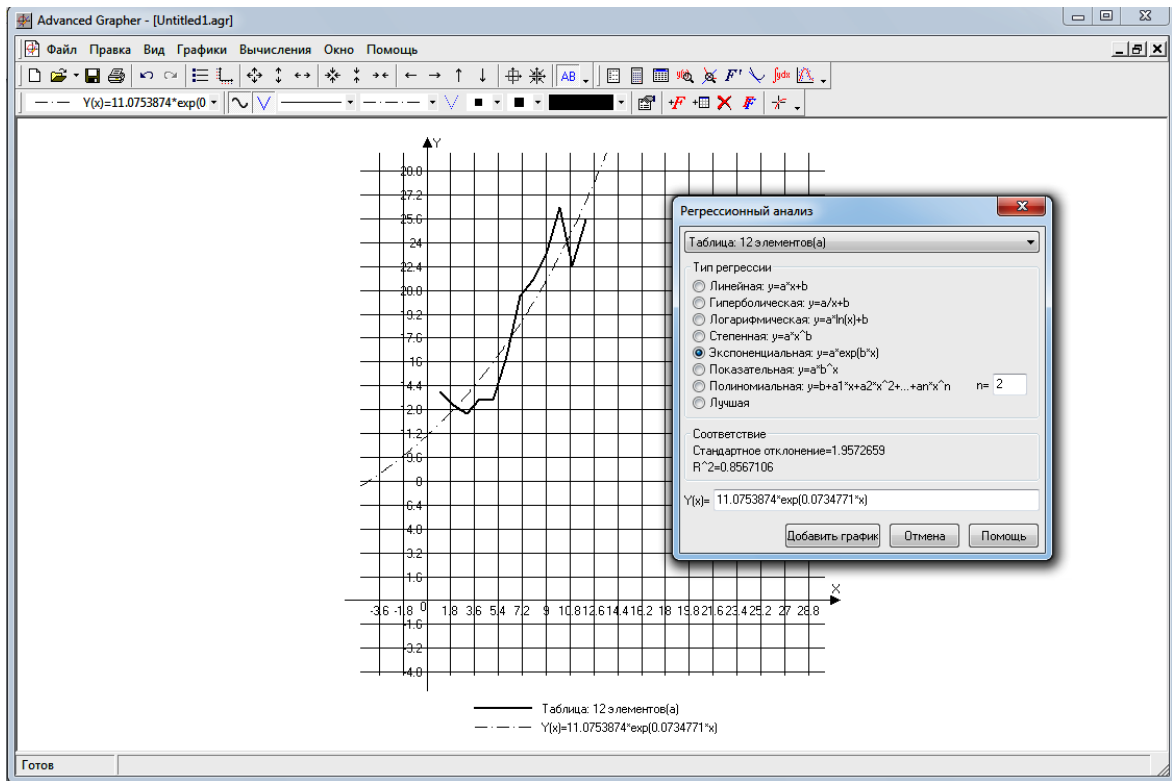 Advanced Grapher - [Untitled1.agr]
Файл Правка Вид Графики Вычисления Окно Помощь
AB
Y(x)=11.0753874*exp(0
Y
28.8
27.2
25.6
24
22.4
20.8
19.2
17.6
16
14.4
12.8
11.2
9.6
8
6.4
4.8
3.2
1.6
X
-3.6 -1.8 0 1.8 3.6 5.4 7.2 9 10.8 12.6 14.4 16.2 18 19.8 21.6 23.4 25.2 27 28.8
-1.6
-3.2
-4.8
Таблица: 12 элементов(а)
Y(x)=11.0753874*exp(0.0734771*x)
Регрессионный анализ
Таблица: 12 элементов(а)
Тип регрессии
Линейная: y=a*x+b
Гиперболическая: y=a/x+b
Логарифмическая: y=a*ln(x)+b
Степенная: y=a*x^b
Экспоненциальная: y=a*exp(b*x)
Показательная: y=a*b^x
Полиномиальная: y=b+a1*x+a2*x^2+...+an*x^n n= 2
Лучшая
Соответствие
Стандартное отклонение=1.9572659
R^2=0.8567106
Y(x)= 11.0753874*exp(0.0734771*x)
Добавить график Отмена Помощь
Готов